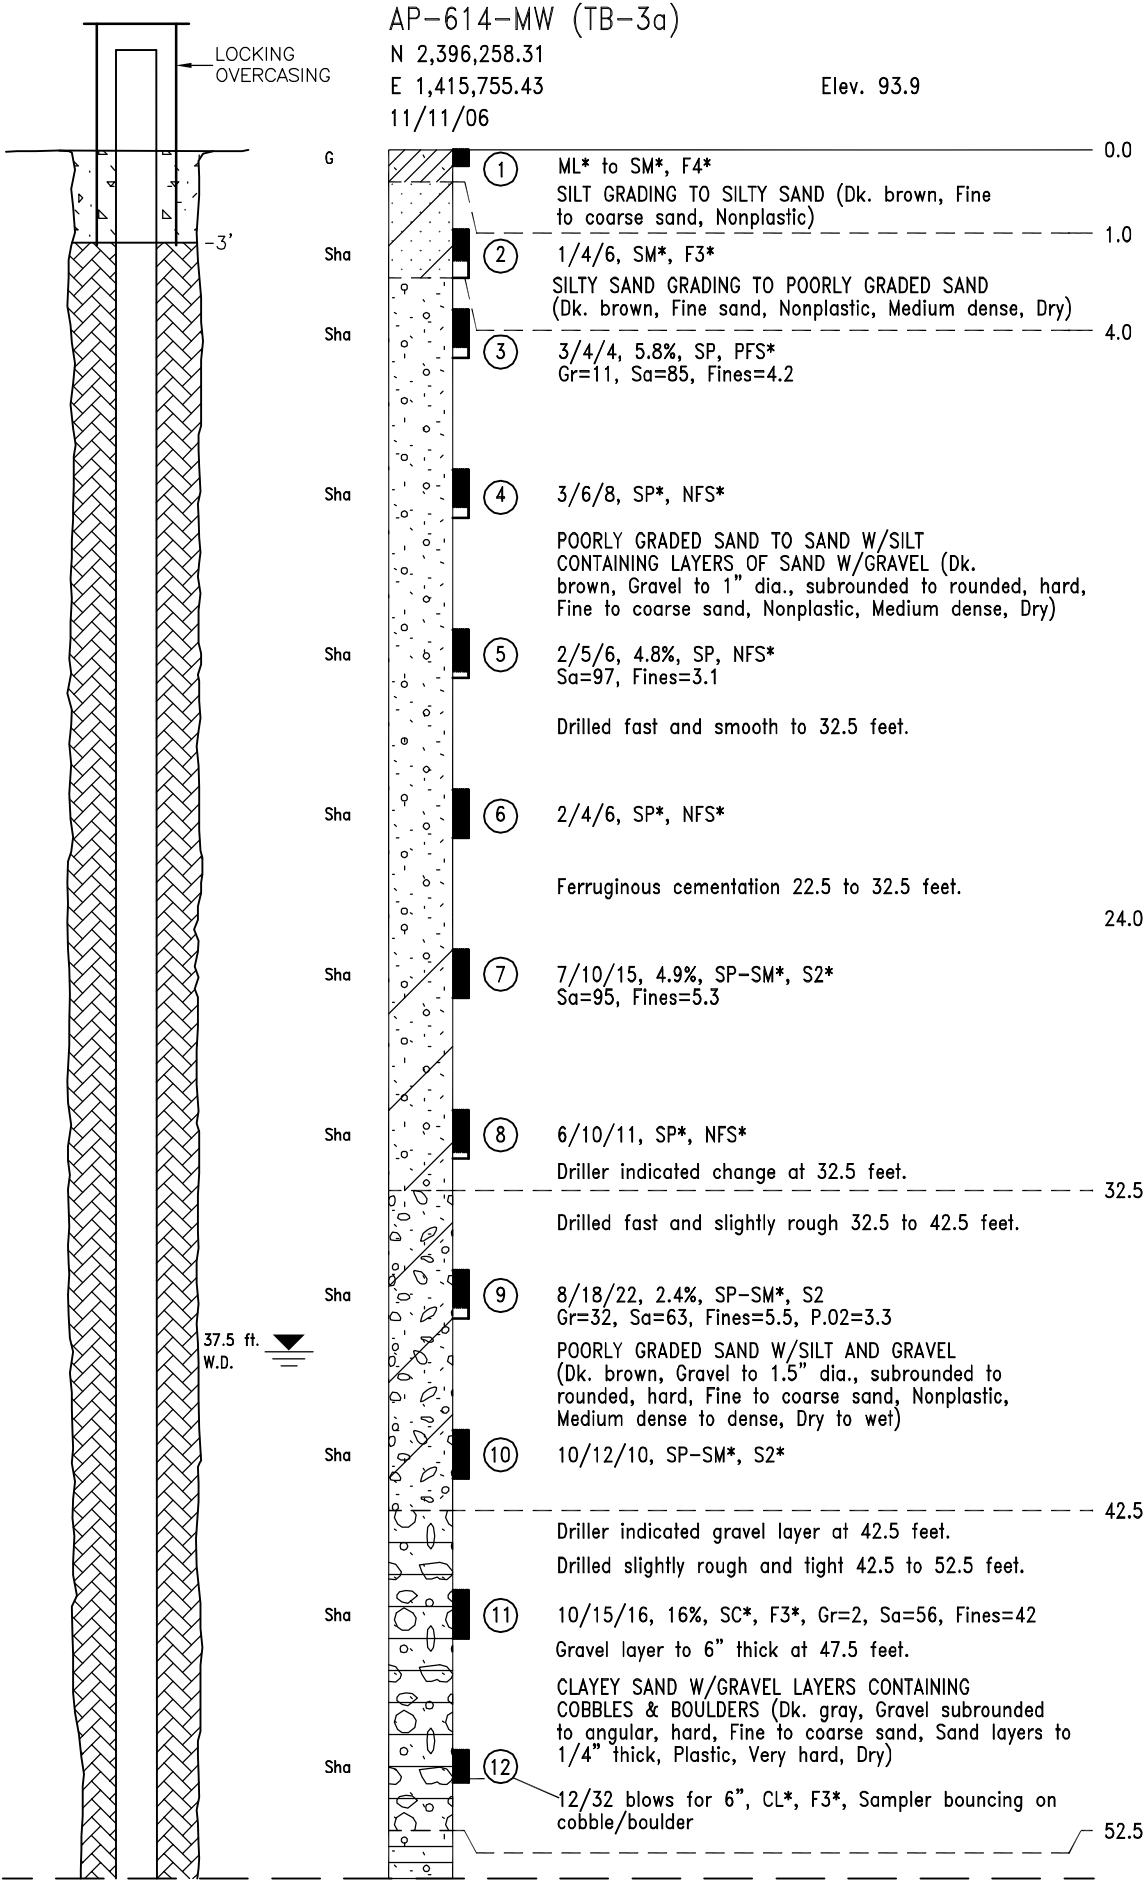 AP-614-MW (TB-3a)
N 2,396,258.31
E 1,415,755.43
Elev. 93.9
11/11/06
LOCKING
OVERCASING
-3'
G
1
ML* to SM*, F4*
0.0
SILT GRADING TO SILTY SAND (Dk. brown, Fine
to coarse sand, Nonplastic)
1.0
Sha
2
1/4/6, SM*, F3*
SILTY SAND GRADING TO POORLY GRADED SAND
(Dk. brown, Fine sand, Nonplastic, Medium dense, Dry)
4.0
Sha
3
3/4/4, 5.8%, SP, PFS*
Gr=11, Sa=85, Fines=4.2
Sha
4
3/6/8, SP*, NFS*
POORLY GRADED SAND TO SAND W/SILT
CONTAINING LAYERS OF SAND W/GRAVEL (Dk.
brown, Gravel to 1" dia., subrounded to rounded, hard,
Fine to coarse sand, Nonplastic, Medium dense, Dry)
Sha
5
2/5/6, 4.8%, SP, NFS*
Sa=97, Fines=3.1
Drilled fast and smooth to 32.5 feet.
Sha
6
2/4/6, SP*, NFS*
Ferruginous cementation 22.5 to 32.5 feet.
24.0
Sha
7
7/10/15, 4.9%, SP-SM*, S2*
Sa=95, Fines=5.3
Sha
8
6/10/11, SP*, NFS*
Driller indicated change at 32.5 feet.
32.5
Drilled fast and slightly rough 32.5 to 42.5 feet.
Sha
9
8/18/22, 2.4%, SP-SM*, S2
Gr=32, Sa=63, Fines=5.5, P.02=3.3
37.5 ft.
W.D.
POORLY GRADED SAND W/SILT AND GRAVEL
(Dk. brown, Gravel to 1.5" dia., subrounded to
rounded, hard, Fine to coarse sand, Nonplastic,
Medium dense to dense, Dry to wet)
Sha
10
10/12/10, SP-SM*, S2*
42.5
Driller indicated gravel layer at 42.5 feet.
Drilled slightly rough and tight 42.5 to 52.5 feet.
Sha
11
10/15/16, 16%, SC*, F3*, Gr=2, Sa=56, Fines=42
Gravel layer to 6" thick at 47.5 feet.
CLAYEY SAND W/GRAVEL LAYERS CONTAINING
COBBLES & BOULDERS (Dk. gray, Gravel subrounded
to angular, hard, Fine to coarse sand, Sand layers to
1/4" thick, Plastic, Very hard, Dry)
Sha
12
12/32 blows for 6", CL*, F3*, Sampler bouncing on
cobble/boulder
52.5